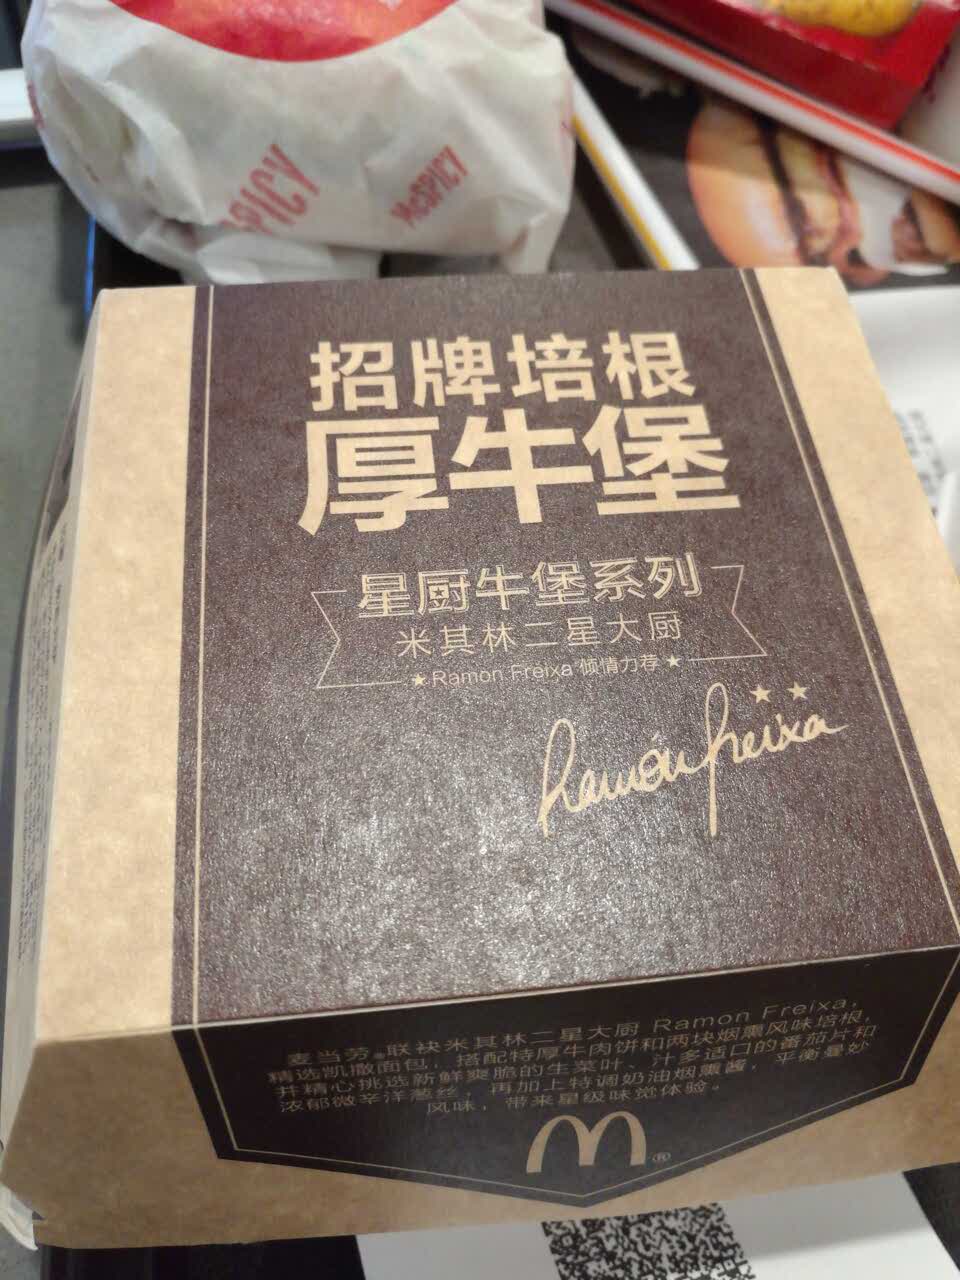 McSPICY
招牌培根
厚牛堡
星厨牛堡系列
米其林二星大厨
★Ramon Freixa 倾情力荐★
Ramón Freixa
麦当劳®联袂米其林二星大厨 Ramon Freixa,
精选凯撒面包, 搭配特厚牛肉饼和两块烟熏风味培根,
并精心挑选新鲜爽脆的生菜叶、汁多适口的番茄片和
浓郁微辛洋葱丝, 再加上特调奶油烟熏酱, 平衡曼妙
风味, 带来星级味觉体验。